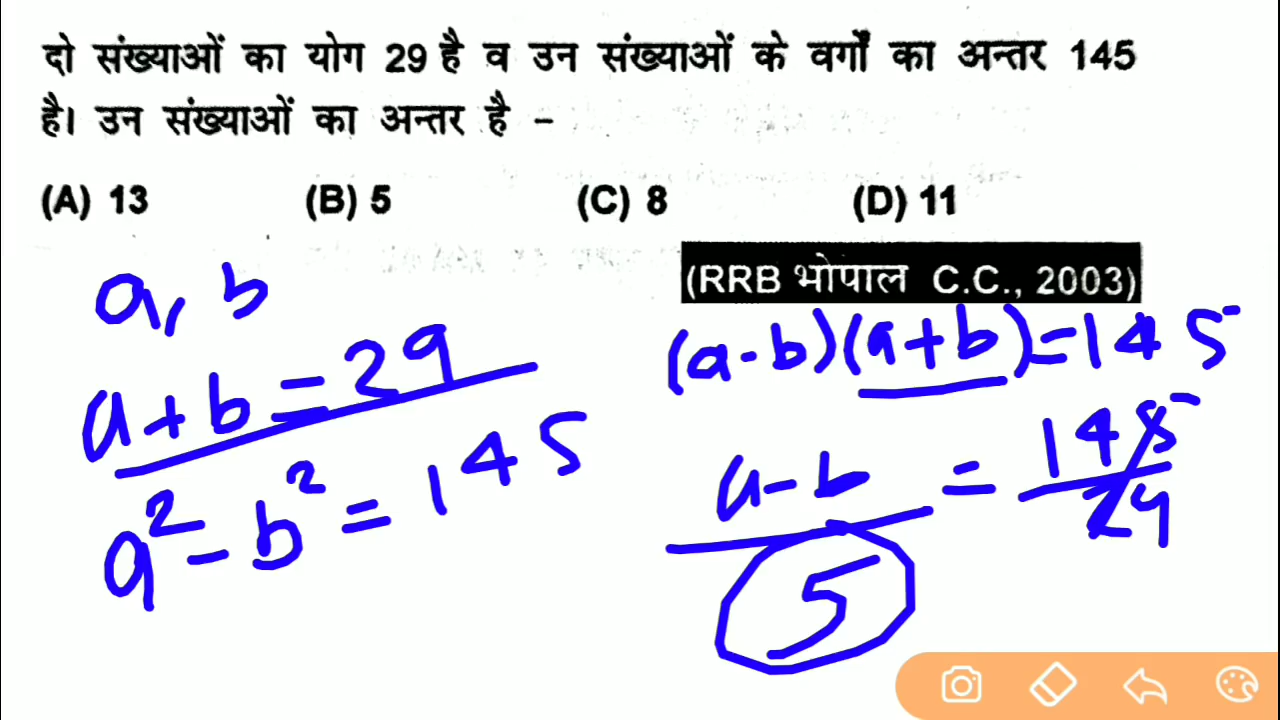 दो संख्याओं का योग 29 है व उन संख्याओं के वर्गों का अन्तर 145
है। उन संख्याओं का अन्तर है –
(A) 13 (B) 5 (C) 8 (D) 11
(RRB भोपाल C.C., 2003)
a, b
a+b=29
a²-b²=145
(a-b)(a+b)=145
a-b = 145/29
5